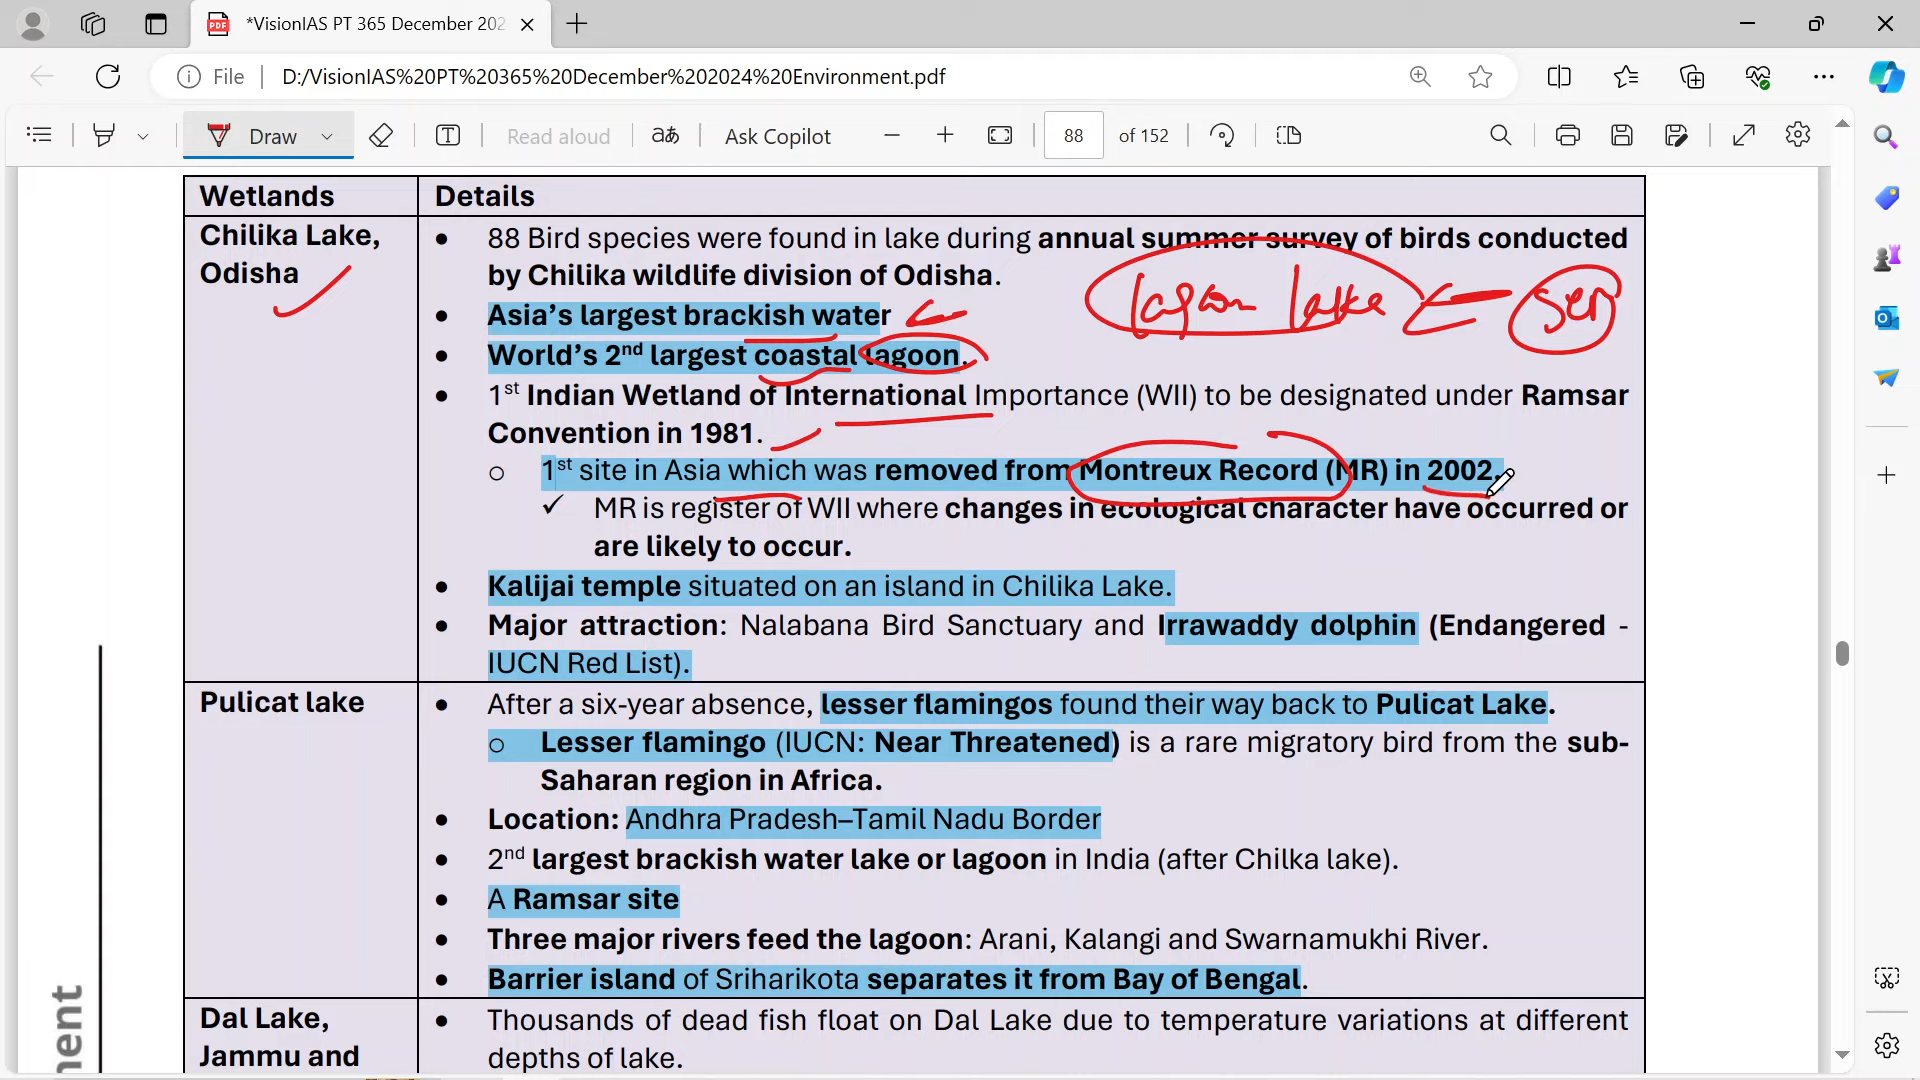 *VisionIAS PT 365 December 202
File
D:/VisionIAS%20PT%20365%20December%202024%20Environment.pdf
Draw
Read aloud
Ask Copilot
88
of 152
Wetlands
Details
Chilika Lake,
Odisha
• 88 Bird species were found in lake during annual summer survey of birds conducted
by Chilika wildlife division of Odisha.
• Asia’s largest brackish water
• World’s 2nd largest coastal lagoon.
lagoon lake
• 1st Indian Wetland of International Importance (WII) to be designated under Ramsar
Convention in 1981.
o 1st site in Asia which was removed from Montreux Record (MR) in 2002.
✓ MR is register of WII where changes in ecological character have occurred or
are likely to occur.
• Kalijai temple situated on an island in Chilika Lake.
• Major attraction: Nalabana Bird Sanctuary and Irrawaddy dolphin (Endangered -
IUCN Red List).
Pulicat lake
• After a six-year absence, lesser flamingos found their way back to Pulicat Lake.
o Lesser flamingo (IUCN: Near Threatened) is a rare migratory bird from the sub-
Saharan region in Africa.
• Location: Andhra Pradesh–Tamil Nadu Border
• 2nd largest brackish water lake or lagoon in India (after Chilka lake).
• A Ramsar site
• Three major rivers feed the lagoon: Arani, Kalangi and Swarnamukhi River.
• Barrier island of Sriharikota separates it from Bay of Bengal.
Dal Lake,
Jammu and
• Thousands of dead fish float on Dal Lake due to temperature variations at different
depths of lake.
ment